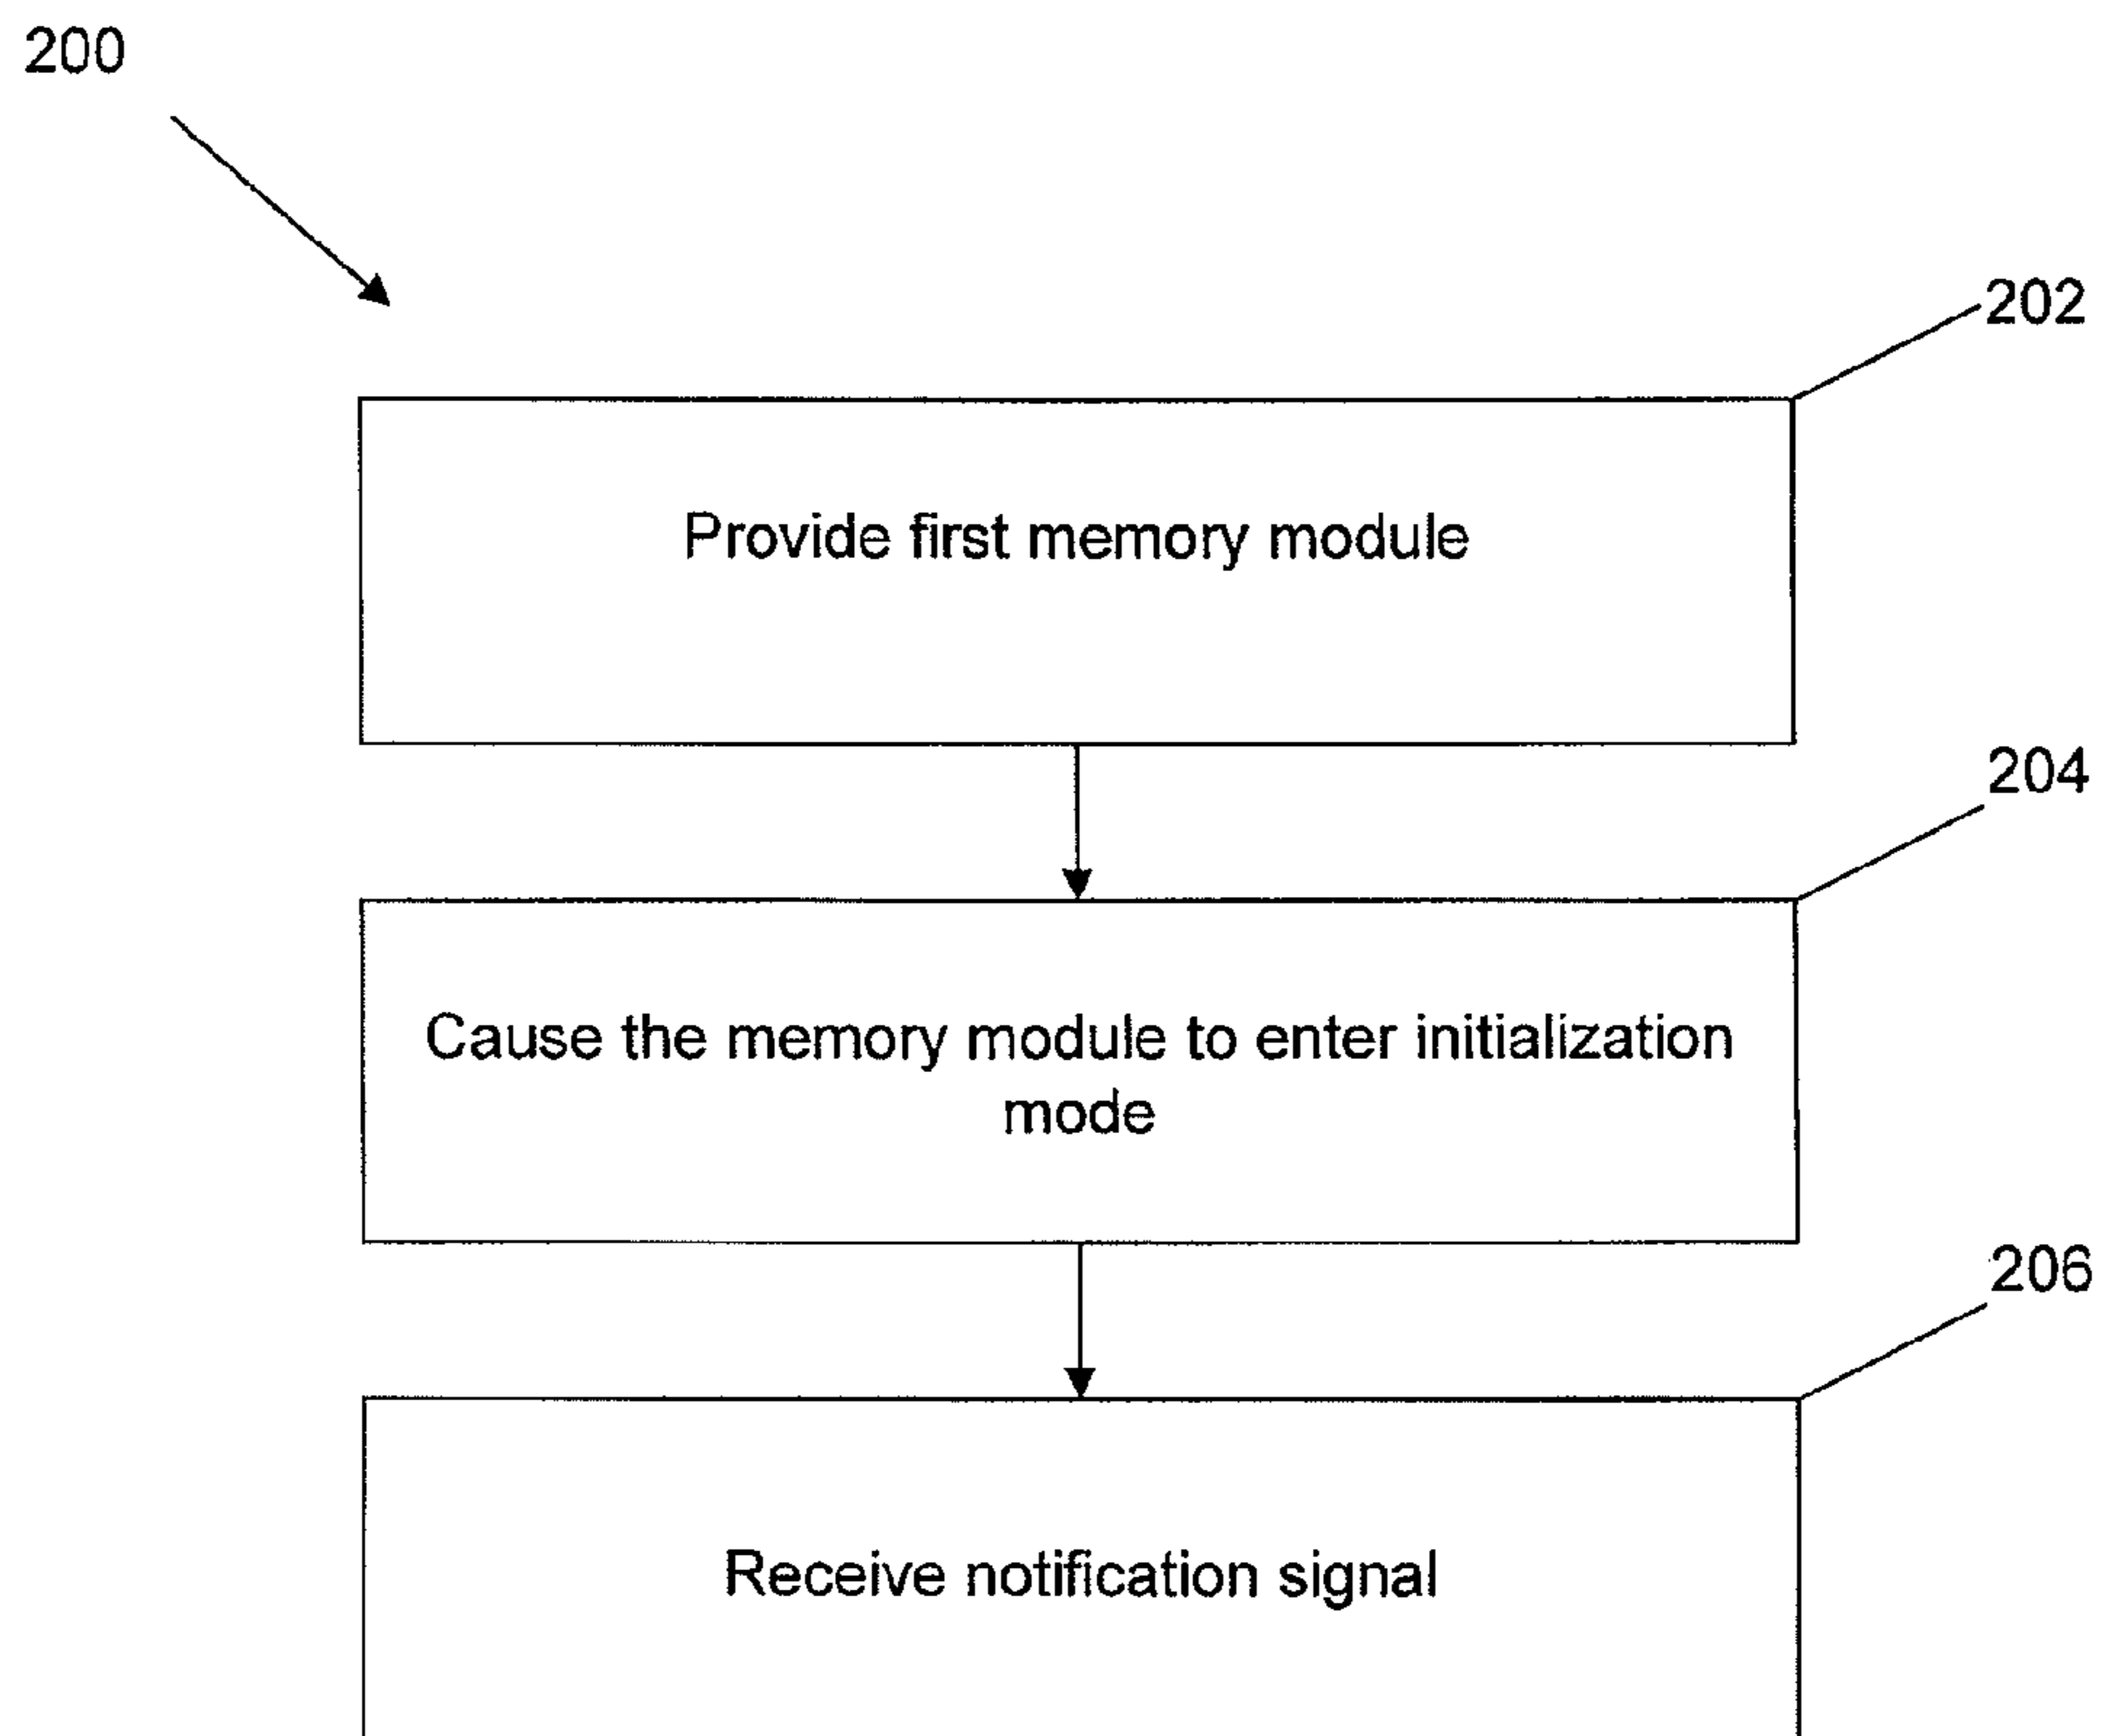 200
202
Provide first memory module
204
Cause the memory module to enter initialization
mode
206
Receive notification signal